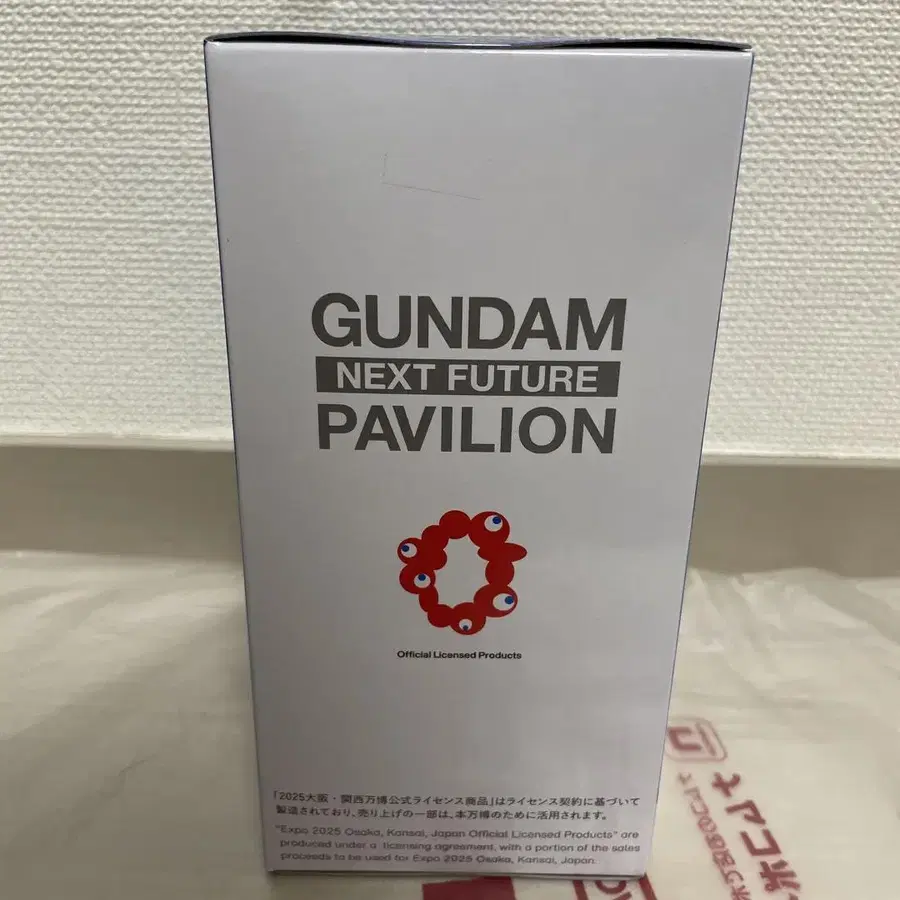 GUNDAM
NEXT FUTURE
PAVILION
Official Licensed Products
「2025大阪・関西万博公式ライセンス商品」はライセンス契約に基づいて
製造されており、売り上げの一部は、本万博のために活用されます。
"Expo 2025 Osaka, Kansai, Japan Official Licensed Products" are
produced under a licensing agreement, with a portion of the sales
proceeds to be used for Expo 2025 Osaka, Kansai, Japan.